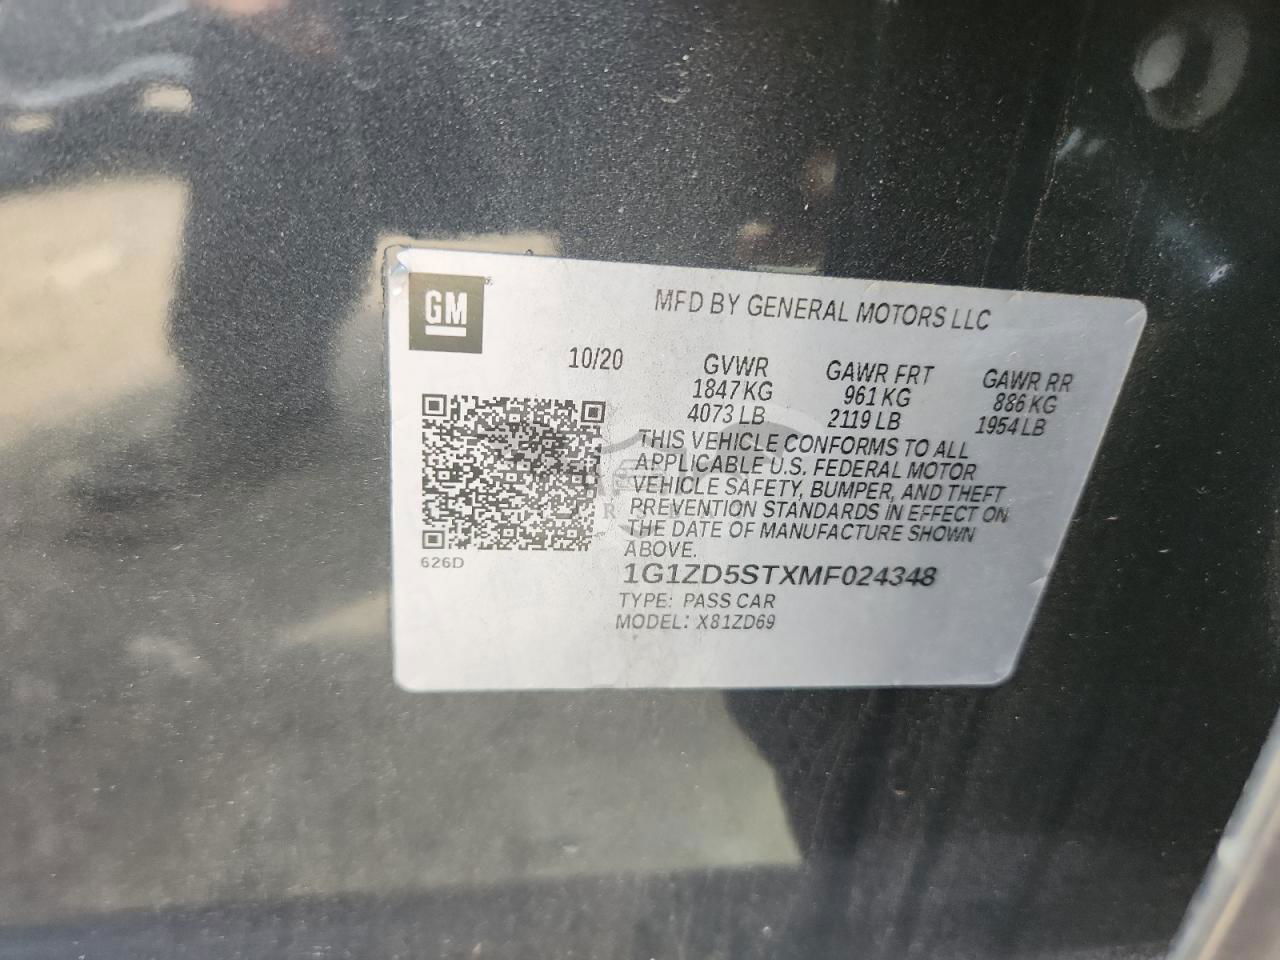 GM
MFD BY GENERAL MOTORS LLC
10/20
GVWR
1847 KG
4073 LB
GAWR FRT
961 KG
2119 LB
GAWR RR
886 KG
1954 LB
THIS VEHICLE CONFORMS TO ALL
APPLICABLE U.S. FEDERAL MOTOR
VEHICLE SAFETY, BUMPER, AND THEFT
PREVENTION STANDARDS IN EFFECT ON
THE DATE OF MANUFACTURE SHOWN
ABOVE.
626D
1G1ZD5STXMF024348
TYPE: PASS CAR
MODEL: X81ZD69